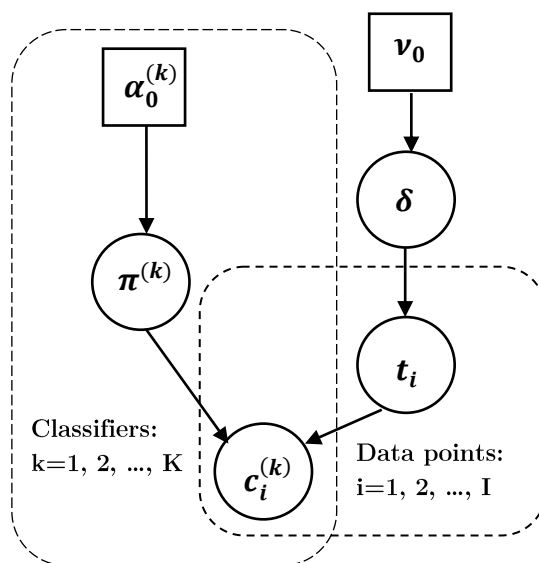 α₀⁽ᵏ⁾
ν₀
δ
π⁽ᵏ⁾
tᵢ
Classifiers:
k=1, 2, ..., K
cᵢ⁽ᵏ⁾
Data points:
i=1, 2, ..., I